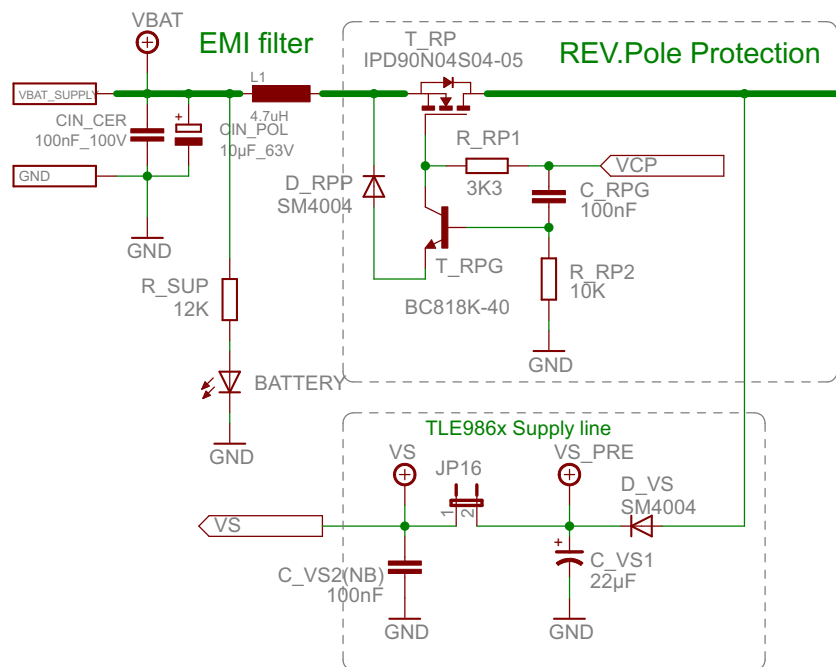 VBAT
EMI filter
T_RP
IPD90N04S04-05
REV.Pole Protection
VBAT_SUPPLY
L1
4.7uH
CIN_CER
100nF_100V
+
CIN_POL
10µF_63V
GND
GND
R_RP1
3K3
VCP
C_RPG
100nF
D_RPP
SM4004
T_RPG
BC818K-40
R_RP2
10K
GND
R_SUP
12K
BATTERY
GND
TLE986x Supply line
VS
JP16
1
2
VS_PRE
D_VS
SM4004
VS
C_VS2(NB)
100nF
+
C_VS1
22µF
GND
GND